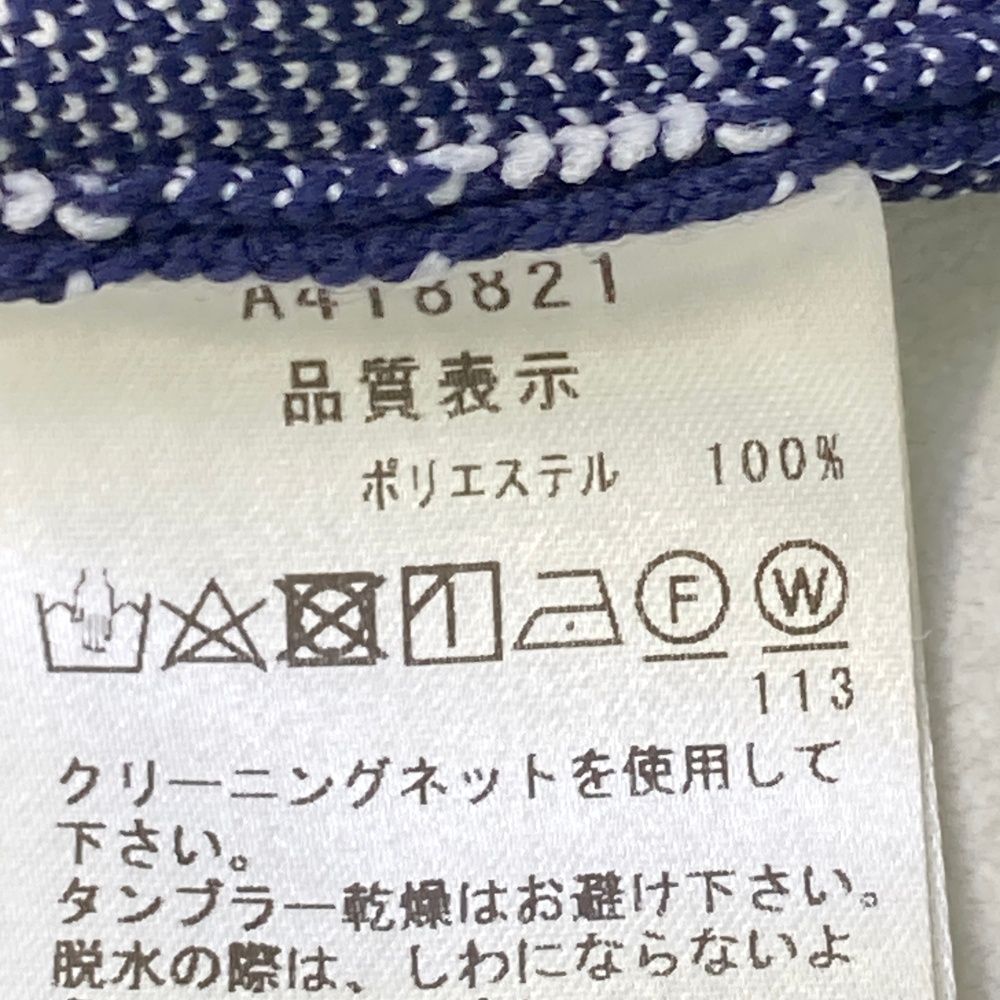 A418821
品質表示
ポリエステル 100%
F W
113
クリーニングネットを使用して
下さい。
タンブラー乾燥はお避け下さい。
脱水の際は、しわにならないよ